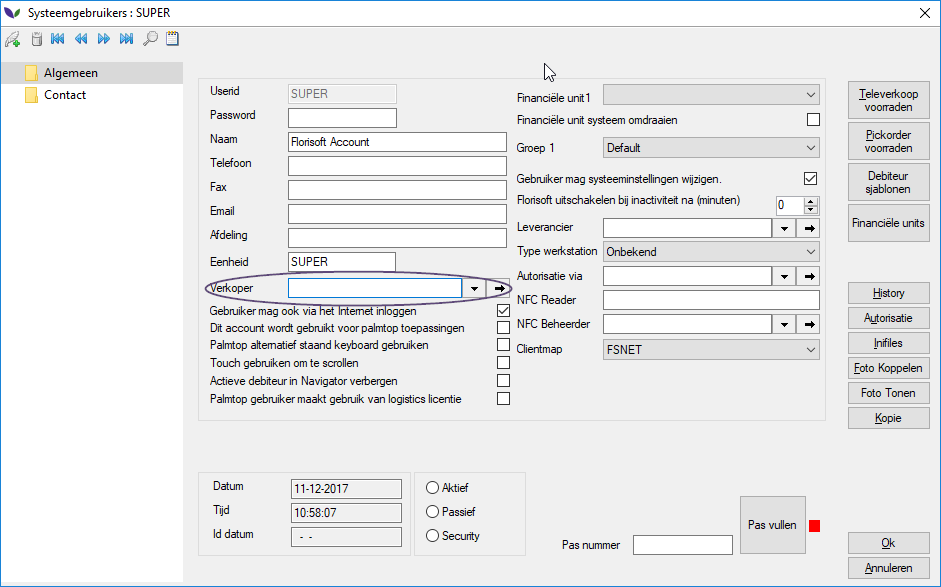 Systeemgebruikers : SUPER
Algemeen
Contact
Userid SUPER
Password
Naam Florisoft Account
Telefoon
Fax
Email
Afdeling
Eenheid SUPER
Verkoper
Gebruiker mag ook via het Internet inloggen
Dit account wordt gebruikt voor palmtop toepassingen
Palmtop alternatief staand keyboard gebruiken
Touch gebruiken om te scrollen
Actieve debiteur in Navigator verbergen
Palmtop gebruiker maakt gebruik van logistics licentie
Financiële unit1
Financiële unit systeem omdraaien
Groep 1 Default
Gebruiker mag systeeminstellingen wijzigen.
Florisoft uitschakelen bij inactiviteit na (minuten) 0
Leverancier
Type werkstation Onbekend
Autorisatie via
NFC Reader
NFC Beheerder
Clientmap FSNET
Televerkoop
voorraden
Pickorder
voorraden
Debiteur
sjablonen
Financiële units
History
Autorisatie
Inifiles
Foto Koppelen
Foto Tonen
Kopie
Datum 11-12-2017
Tijd 10:58:07
Id datum - -
Aktief
Passief
Security
Pas nummer
Pas vullen
Ok
Annuleren